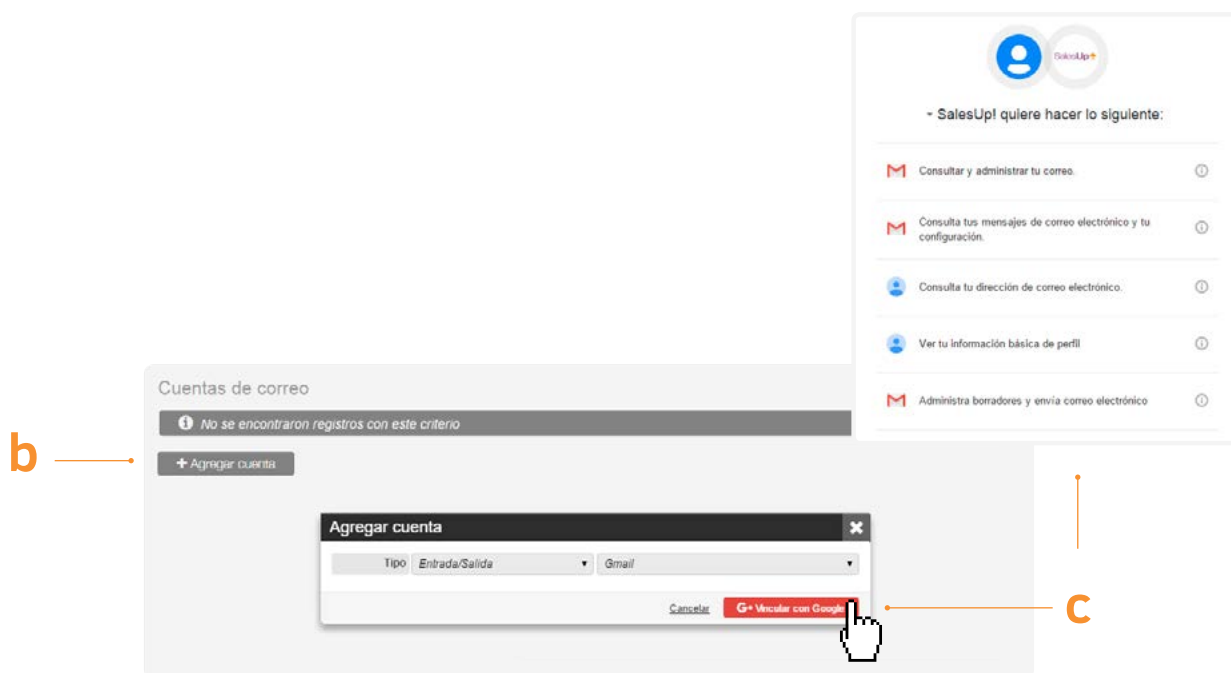 SalesUp!
- SalesUp! quiere hacer lo siguiente:
Consultar y administrar tu correo.
Consulta tus mensajes de correo electrónico y tu
configuración.
Consulta tu dirección de correo electrónico.
Ver tu información básica de perfil
Administra borradores y envía correo electrónico
Cuentas de correo
No se encontraron registros con este criterio
b
+ Agregar cuenta
Agregar cuenta
Tipo Entrada/Salida Gmail
Cancelar G+ Vincular con Google
c